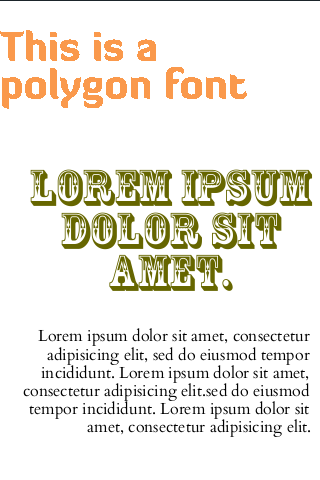 This is a
polygon font
LOREM IPSUM
DOLOR SIT
AMET.
Lorem ipsum dolor sit amet, consectetur
adipisicing elit, sed do eiusmod tempor
incididunt. Lorem ipsum dolor sit amet,
consectetur adipisicing elit.sed do eiusmod
tempor incididunt. Lorem ipsum dolor sit
amet, consectetur adipisicing elit.